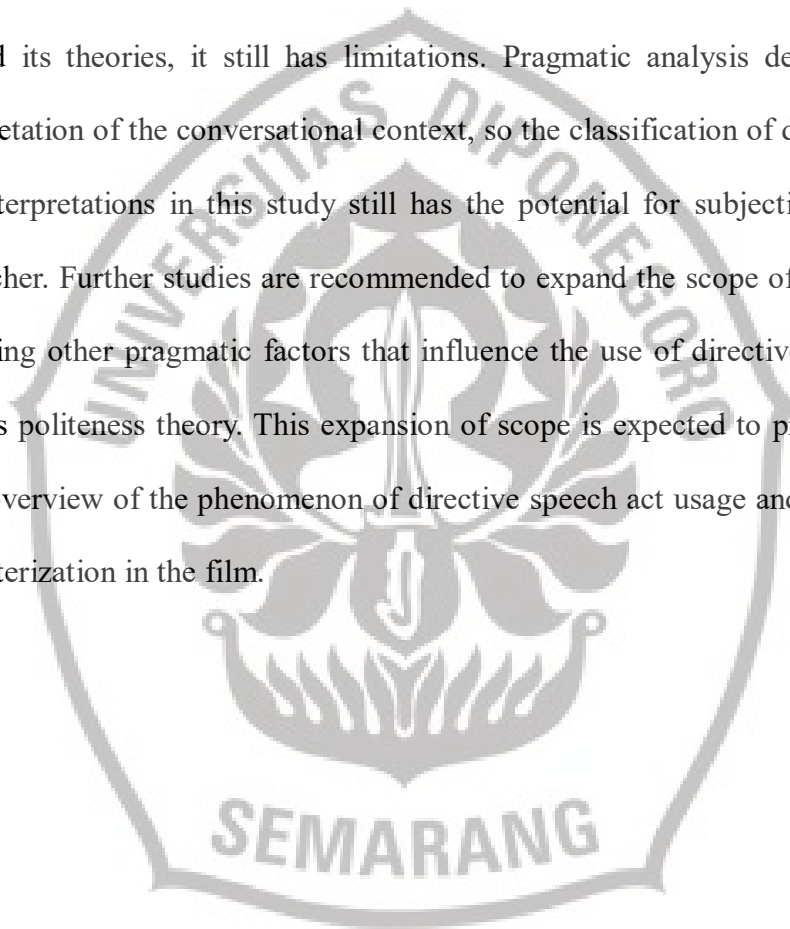 d its theories, it still has limitations. Pragmatic analysis de
etation of the conversational context, so the classification of
terpretations in this study still has the potential for subjecti
cher. Further studies are recommended to expand the scope of
ing other pragmatic factors that influence the use of directive
s politeness theory. This expansion of scope is expected to p
overview of the phenomenon of directive speech act usage and
terization in the film.
UNIVERSITAS DIPONEGORO
SEMARANG